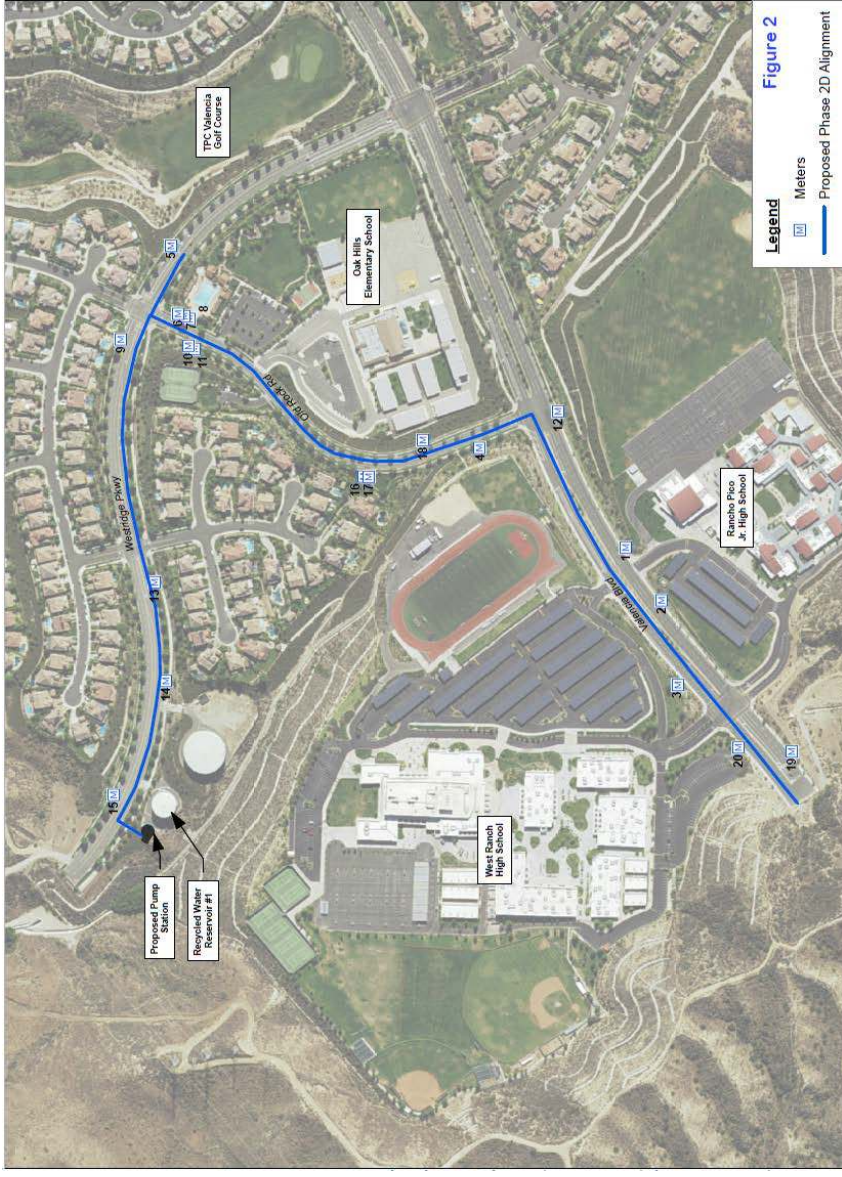 Figure 2
Legend
M Meters
Proposed Phase 2D Alignment
TPC Valencia
Golf Course
Oak Hills
Elementary School
Rancho Pico
Jr. High School
West Ranch
High School
Proposed Pump
Station
Recycled Water
Reservoir #1
Westridge Pkwy
Old Rock Rd
Valencia Blvd
5 M
6 M
8
9 M
10 M
11
16
17 M
18 M
4 M
12 M
1 M
2 M
3 M
20 M
19 M
13 M
14 M
15 M